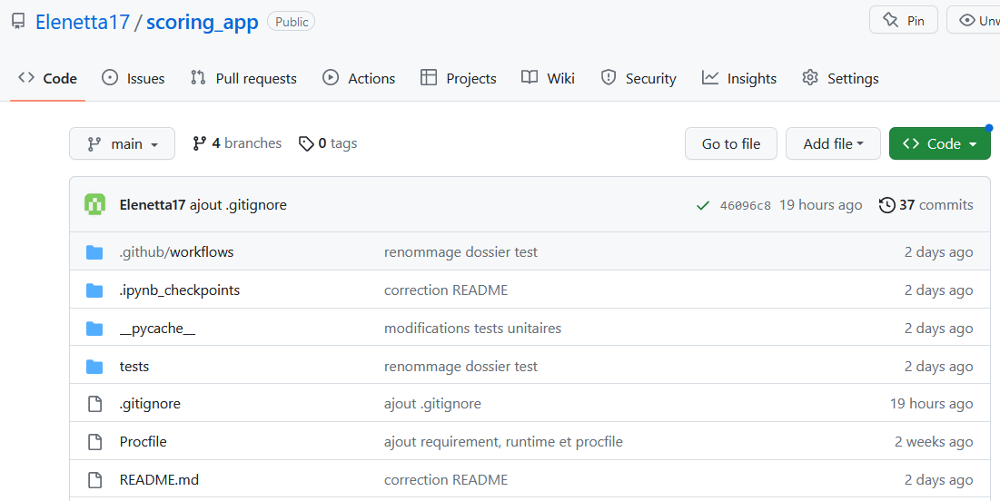 Elenetta17 / scoring_app Public Pin Unw
Code Issues Pull requests Actions Projects Wiki Security Insights Settings
main 4 branches 0 tags Go to file Add file Code
Elenetta17 ajout .gitignore 46096c8 19 hours ago 37 commits
.github/workflows renommage dossier test 2 days ago
.ipynb_checkpoints correction README 2 days ago
__pycache__ modifications tests unitaires 2 days ago
tests renommage dossier test 2 days ago
.gitignore ajout .gitignore 19 hours ago
Procfile ajout requirement, runtime et procfile 2 weeks ago
README.md correction README 2 days ago